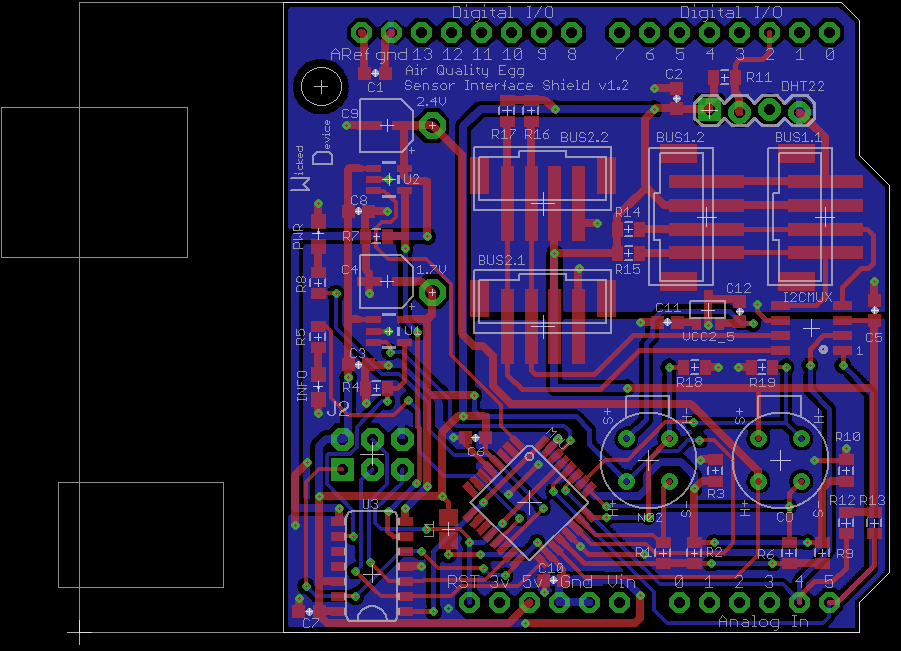 Digital I/O
Digital I/O
ARef gnd 13 12 11 10 9 8
7 6 5 4 3 2 1 0
Air Quality Egg
Sensor Interface Shield v1.2
C1
C2
R11
DHT22
C9
2.4V
R17
R16
BUS2.2
BUS1.2
BUS1.1
Wicked
Device
U2
C8
R14
PWR
R7
R15
C4
1.7V
BUS2.1
R8
C12
I2CMUX
C11
VCC2_5
C5
R5
U1
1
C3
R18
R19
INFO
R4
J2
S+
H+
S+
H+
C6
R10
R3
U3
R12
R13
H+
NO2
S-
H+
CO
S-
L1
R1
R2
R6
R9
C10
RST 3v 5v Gnd Vin
0 1 2 3 4 5
C7
Analog In